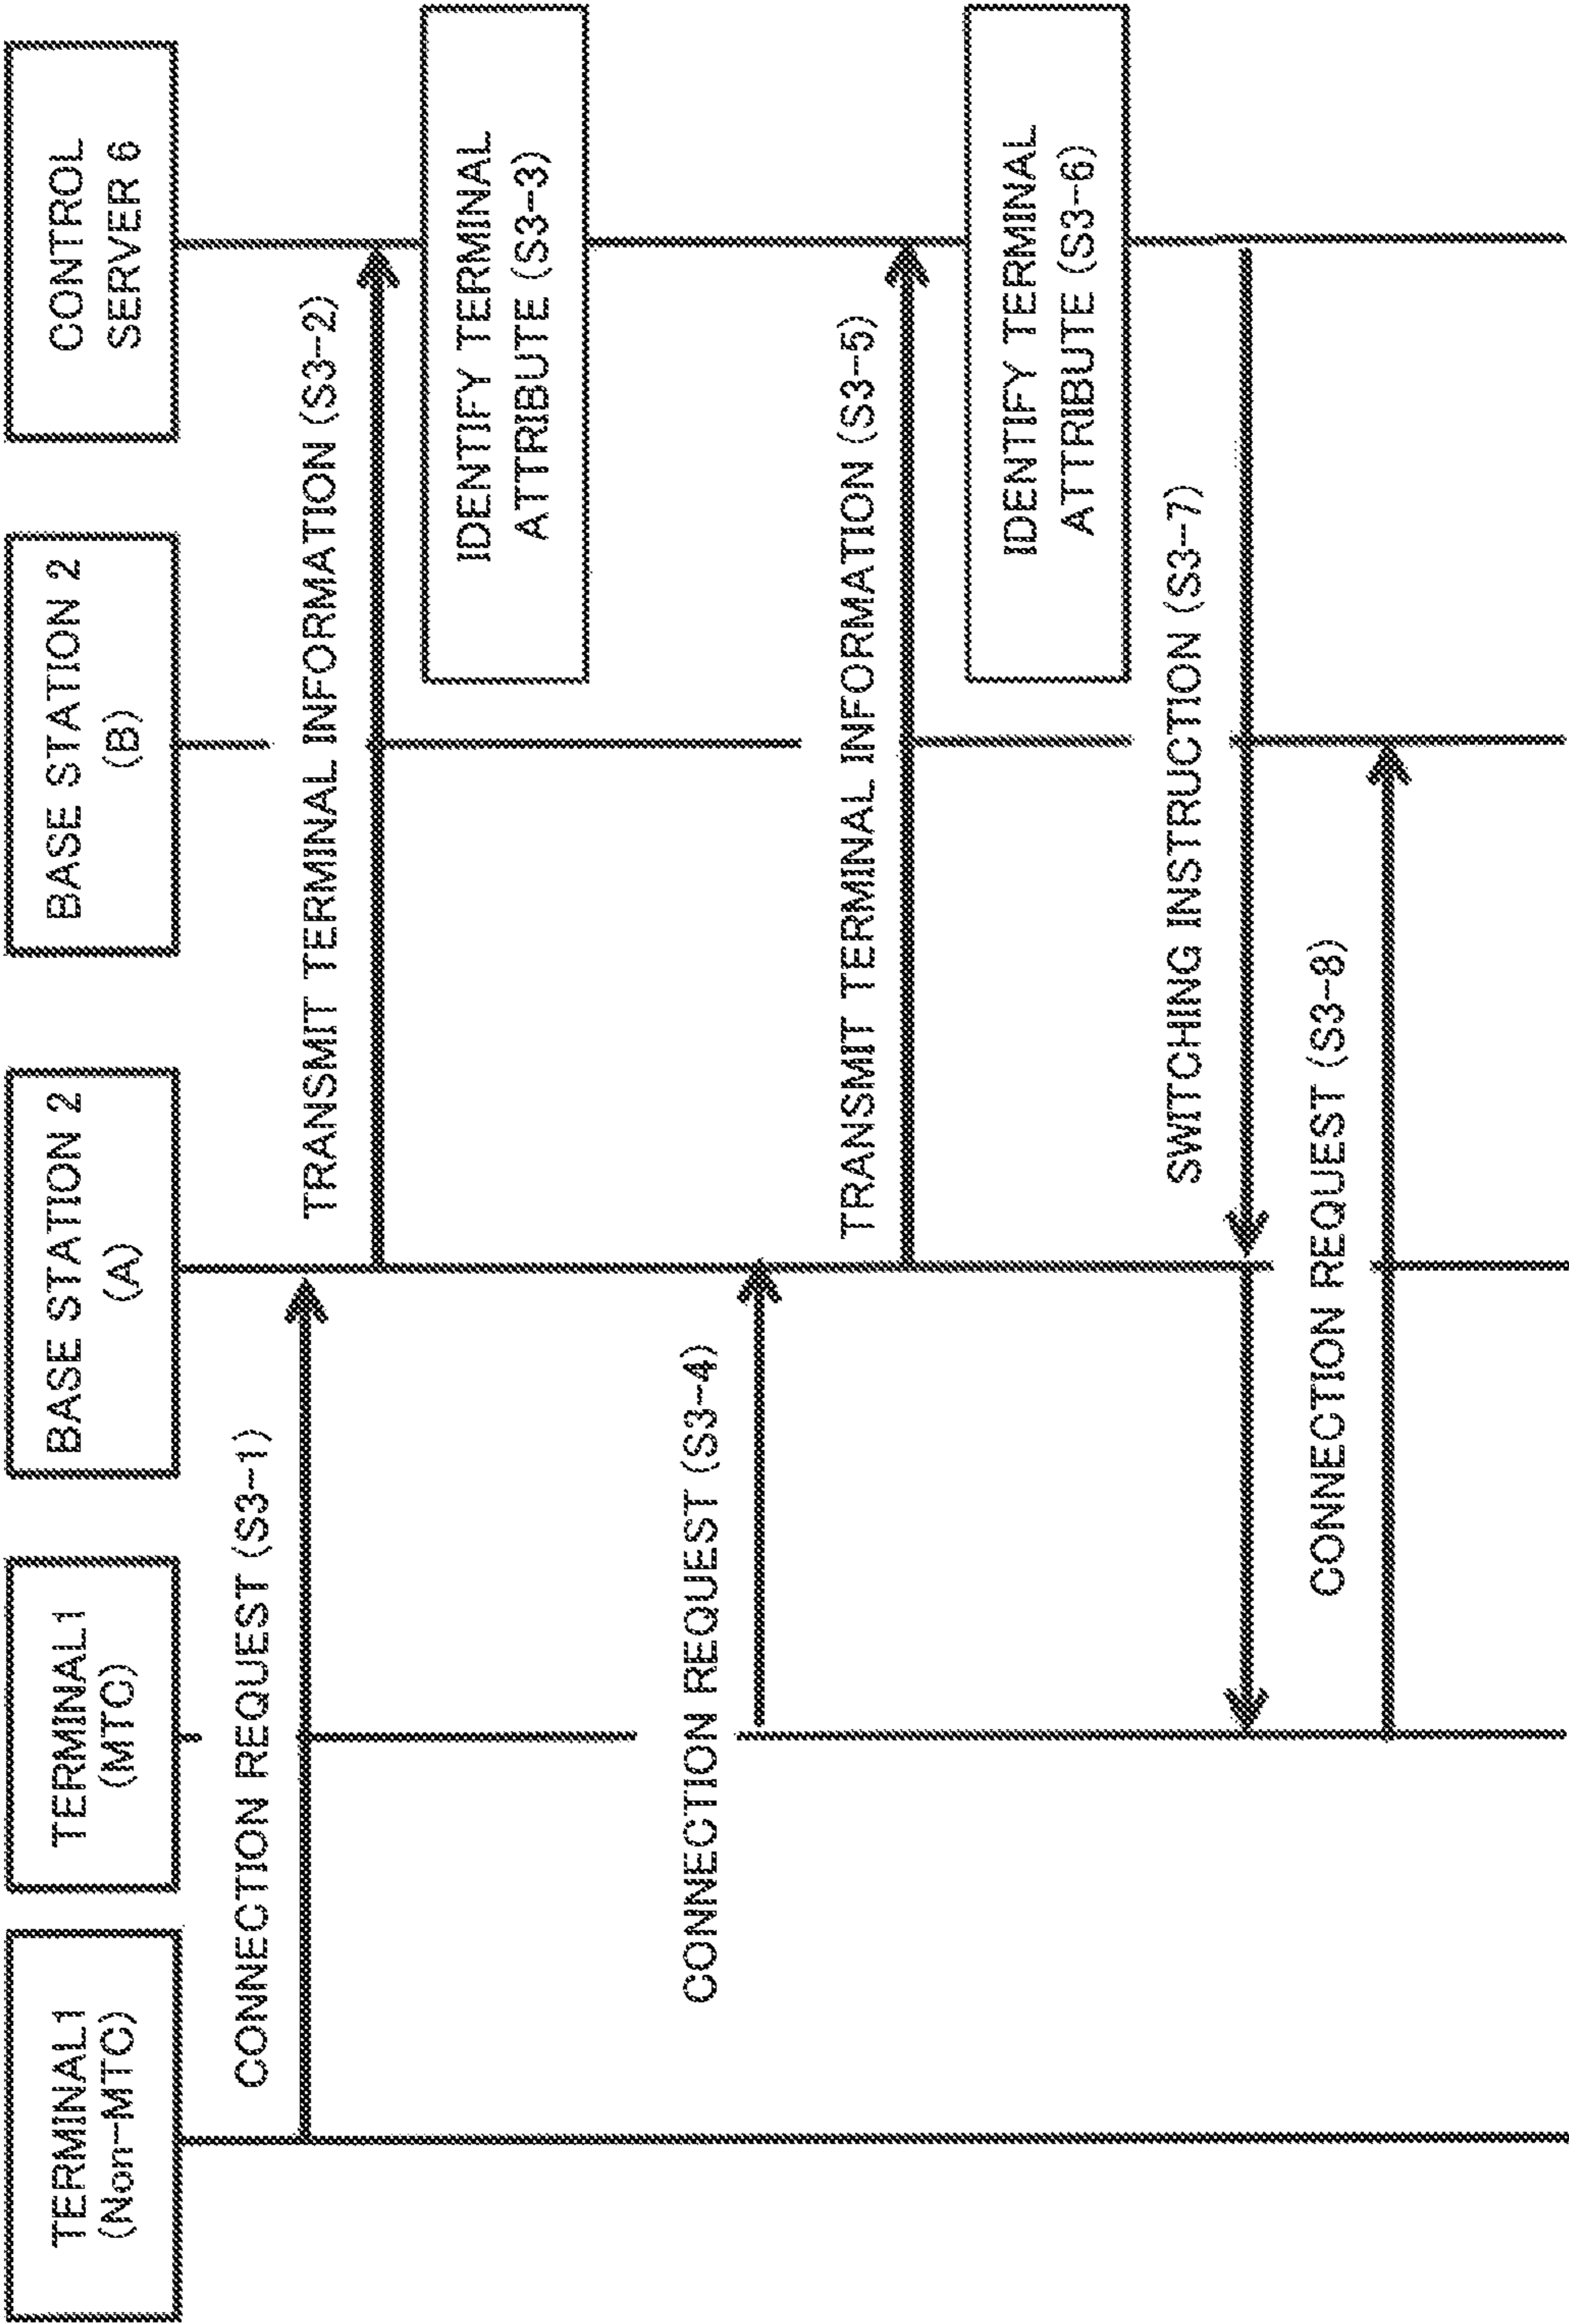 TERMINAL1
(Non-MTC)
TERMINAL1
(MTC)
BASE STATION 2
(A)
BASE STATION 2
(B)
CONTROL
SERVER 6
CONNECTION REQUEST (S3-1)
TRANSMIT TERMINAL INFORMATION (S3-2)
IDENTIFY TERMINAL
ATTRIBUTE (S3-3)
CONNECTION REQUEST (S3-4)
TRANSMIT TERMINAL INFORMATION (S3-5)
IDENTIFY TERMINAL
ATTRIBUTE (S3-6)
SWITCHING INSTRUCTION (S3-7)
CONNECTION REQUEST (S3-8)